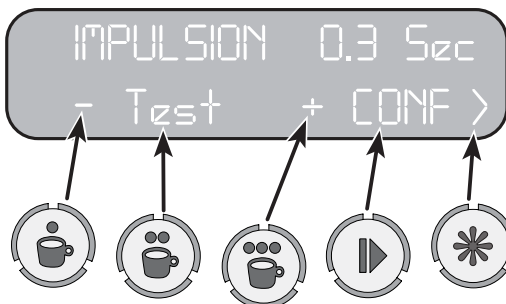 IMPULSION 0.3 Sec
- Test + CONF >